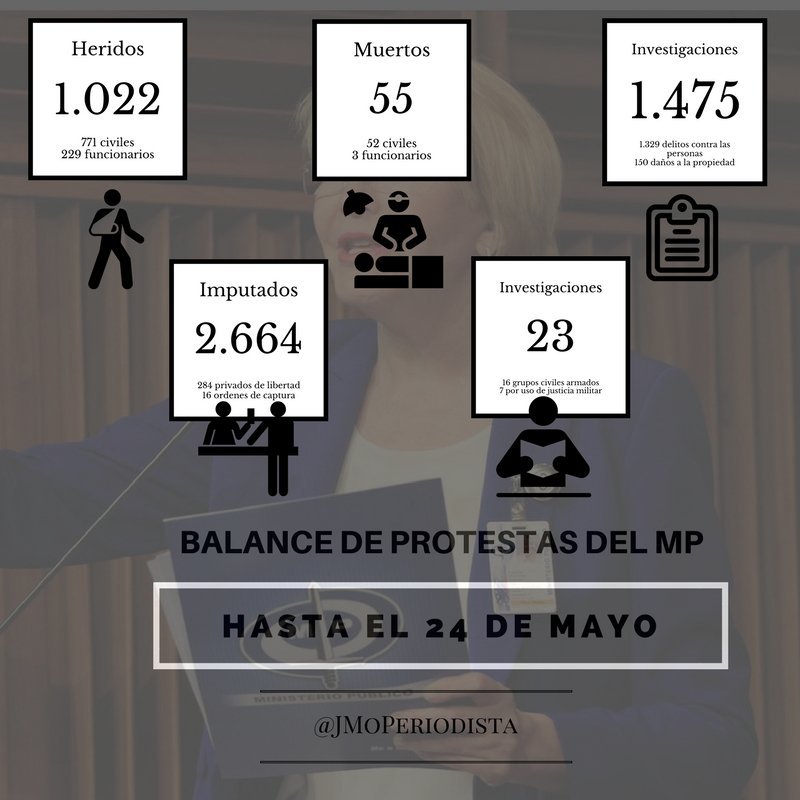 Heridos
1.022
771 civiles
229 funcionarios
Muertos
55
52 civiles
3 funcionarios
Investigaciones
1.475
1.329 delitos contra las
personas
150 daños a la propiedad
Imputados
2.664
284 privados de libertad
16 ordenes de captura
Investigaciones
23
16 grupos civiles armados
7 por uso de justicia militar
BALANCE DE PROTESTAS DEL MP
HASTA EL 24 DE MAYO
MP
MINISTERIO PÚBLICO
@JMoPeriodista